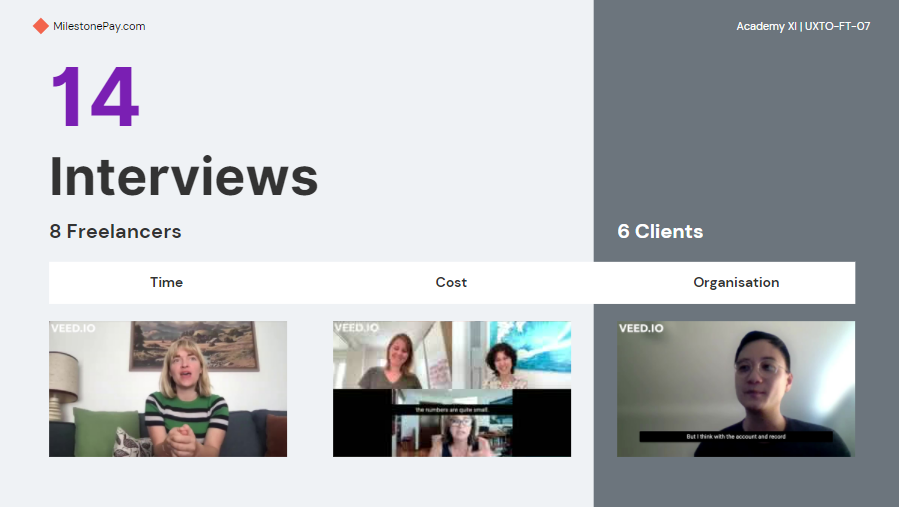 MilestonePay.com
Academy XI | UXTO-FT-07
14
Interviews
8 Freelancers
6 Clients
Time
Cost
Organisation
VEED.IO
VEED.IO
VEED.IO
the numbers are quite small.
But I think with the account and record